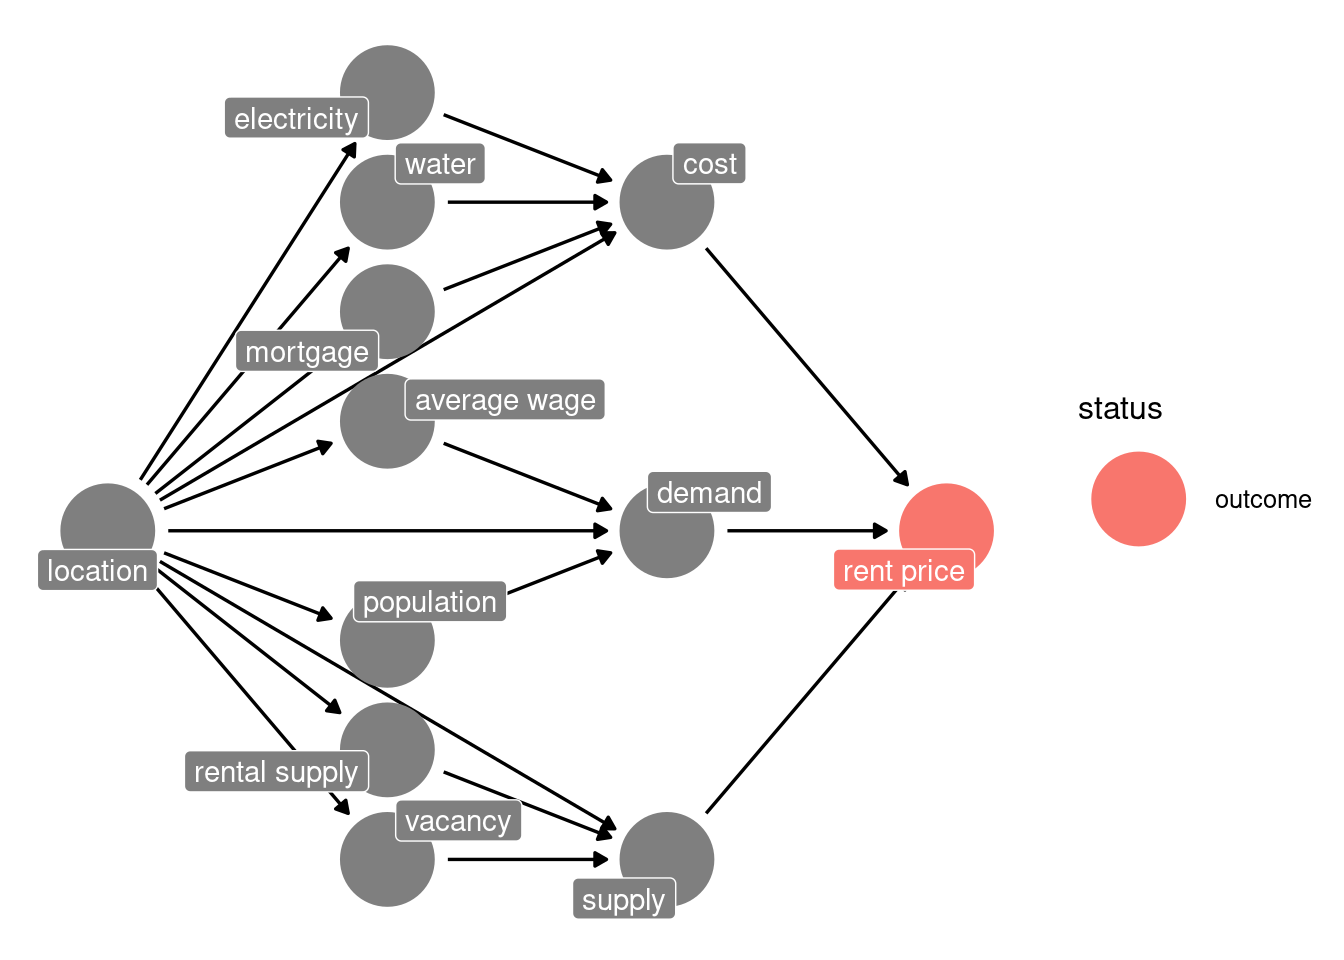 electricity
water
cost
mortgage
average wage
status
demand
outcome
location
rent price
population
rental supply
vacancy
supply